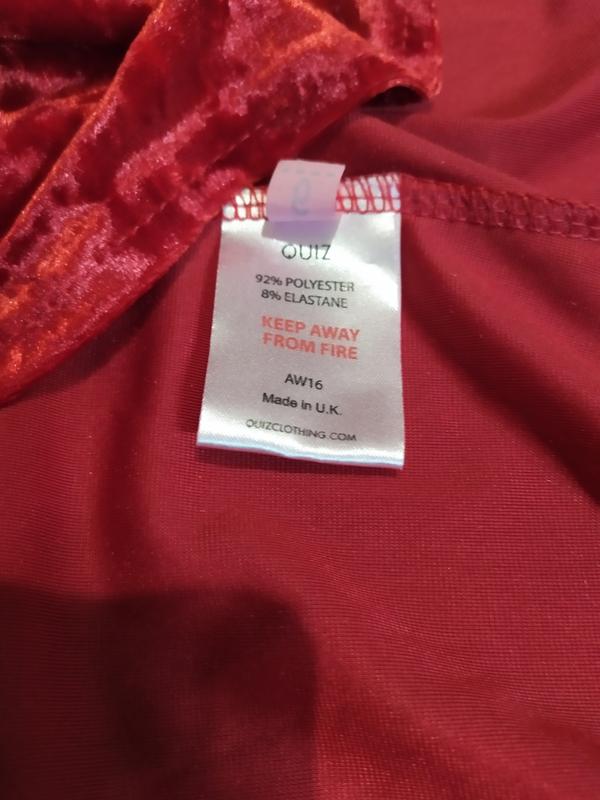 QUIZ
92% POLYESTER
8% ELASTANE
KEEP AWAY
FROM FIRE
AW16
Made in U.K.
QUIZCLOTHING.COM